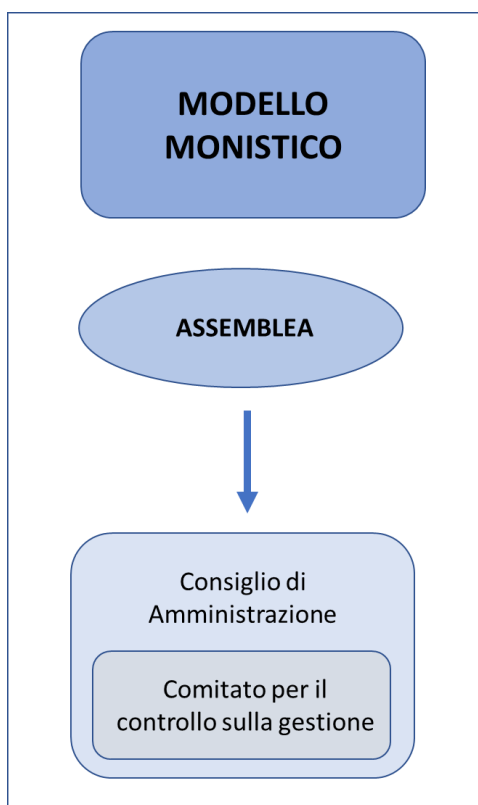 MODELLO
MONISTICO
ASSEMBLEA
Consiglio di
Amministrazione
Comitato per il
controllo sulla gestione